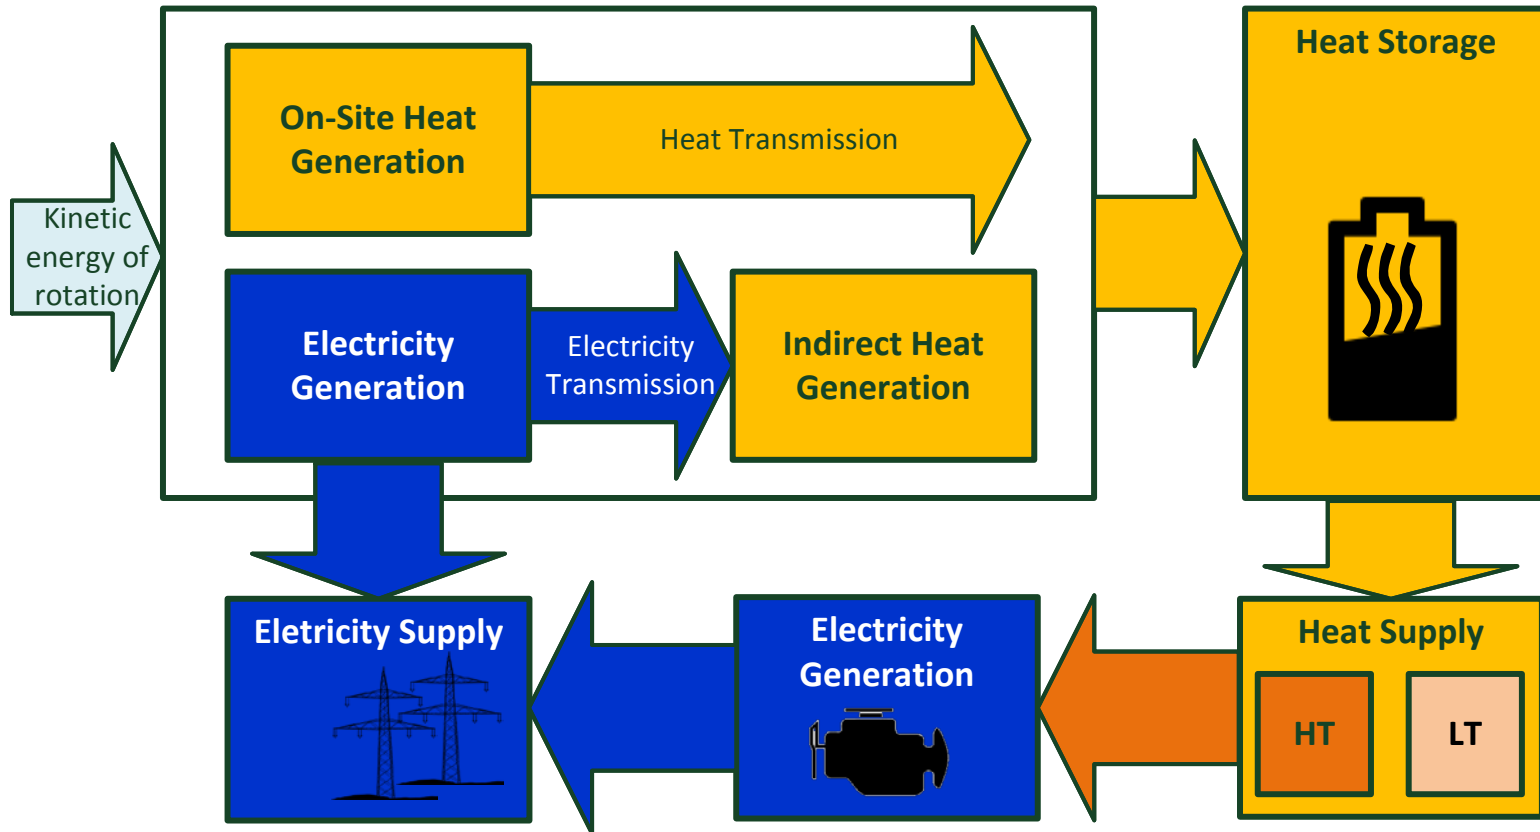 Heat Storage
On-Site Heat
Generation
Heat Transmission
Kinetic
energy of
rotation
Electricity
Generation
Electricity
Transmission
Indirect Heat
Generation
Eletricity Supply
Electricity
Generation
Heat Supply
HT
LT